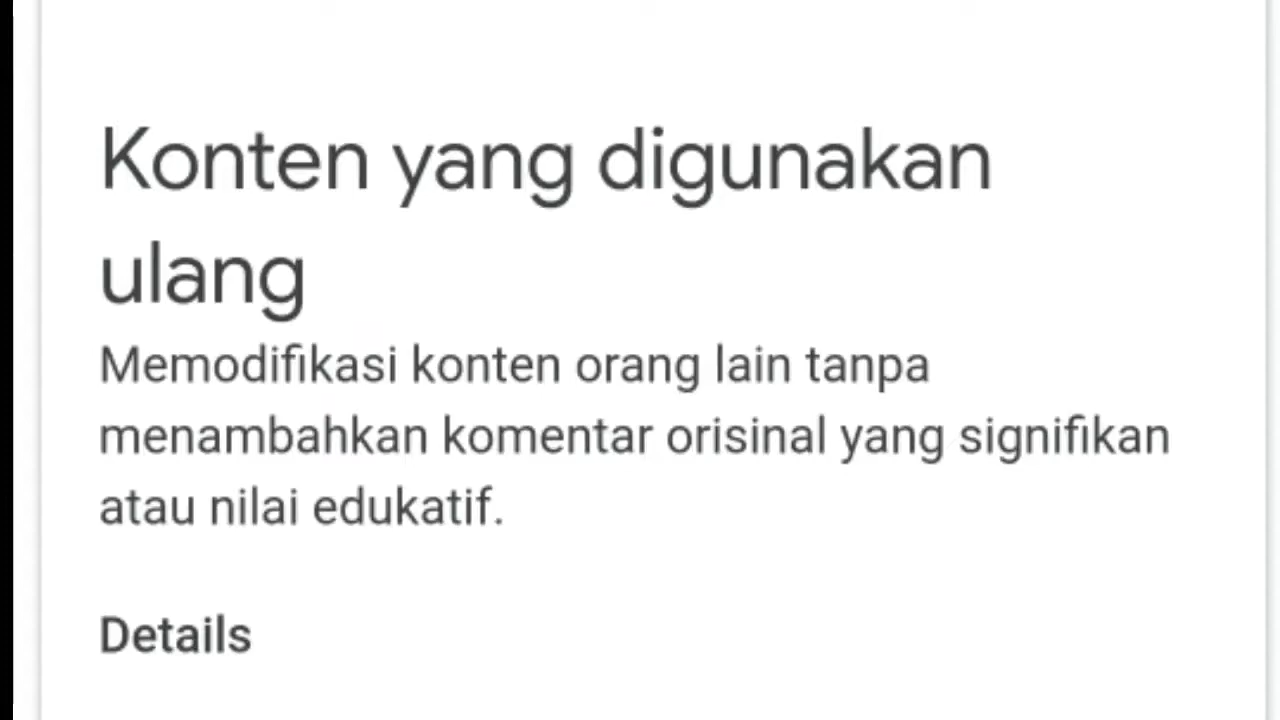 Konten yang digunakan
ulang
Memodifikasi konten orang lain tanpa
menambahkan komentar orisinal yang signifikan
atau nilai edukatif.
Details